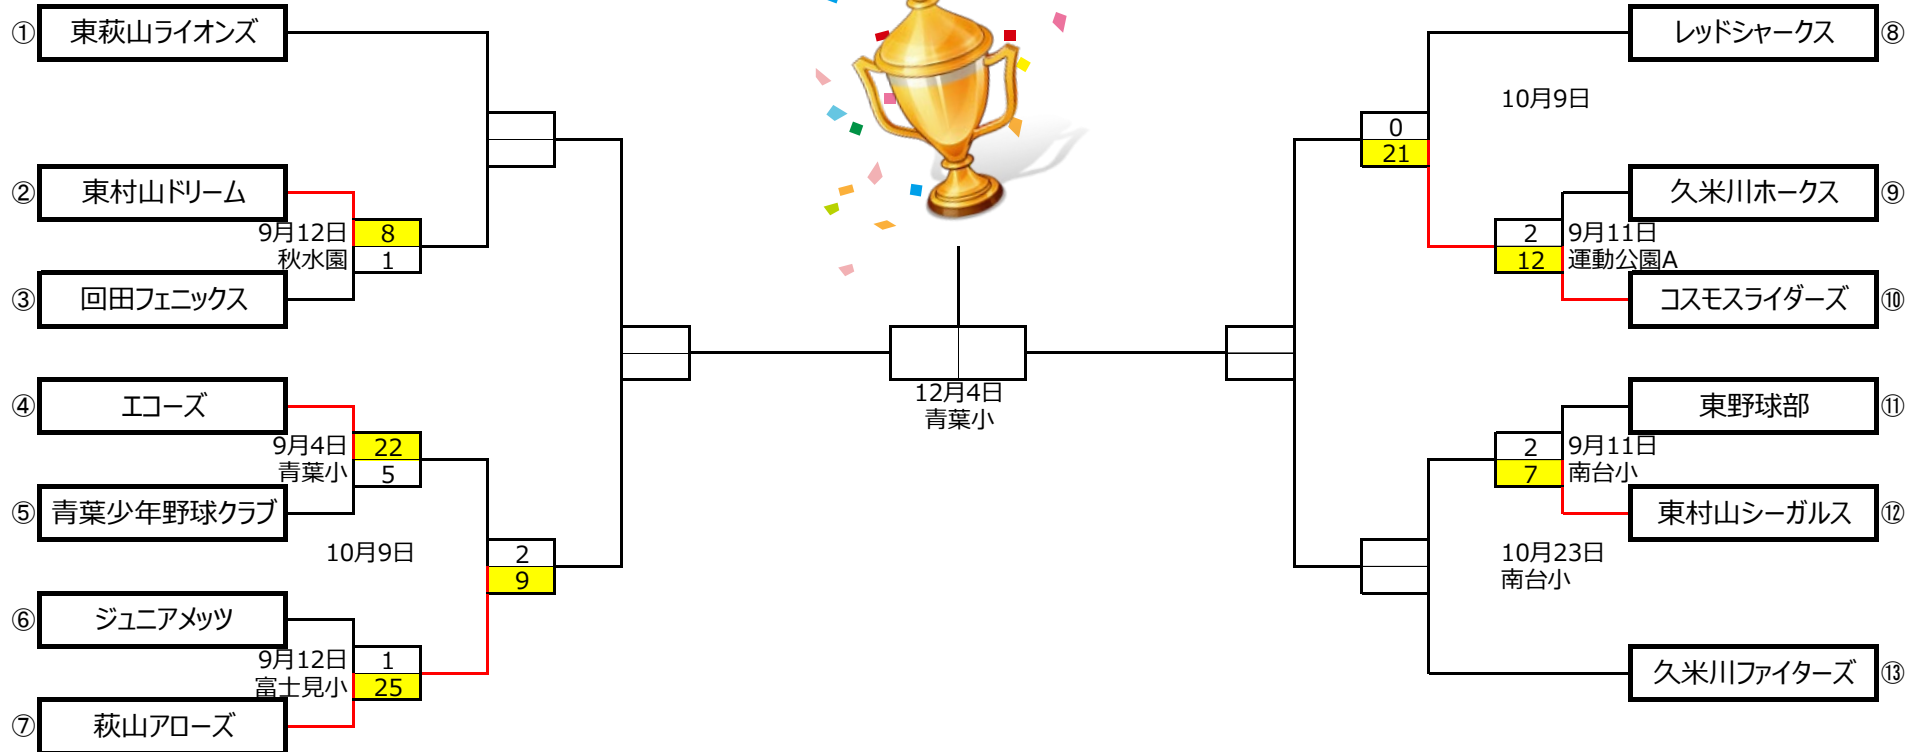 ① 東萩山ライオンズ
② 東村山ドリーム
9月12日 8
秋水園 1
③ 回田フェニックス
④ エコーズ
9月4日 22
青葉小 5
⑤ 青葉少年野球クラブ
10月9日 2
9
⑥ ジュニアメッツ
9月12日 1
富士見小 25
⑦ 萩山アローズ
12月4日
青葉小
レッドシャークス ⑧
10月9日
0
21
久米川ホークス ⑨
2 9月11日
12 運動公園A
コスモスライダーズ ⑩
東野球部 ⑪
2 9月11日
7 南台小
東村山シーガルス ⑫
10月23日
南台小
久米川ファイターズ ⑬